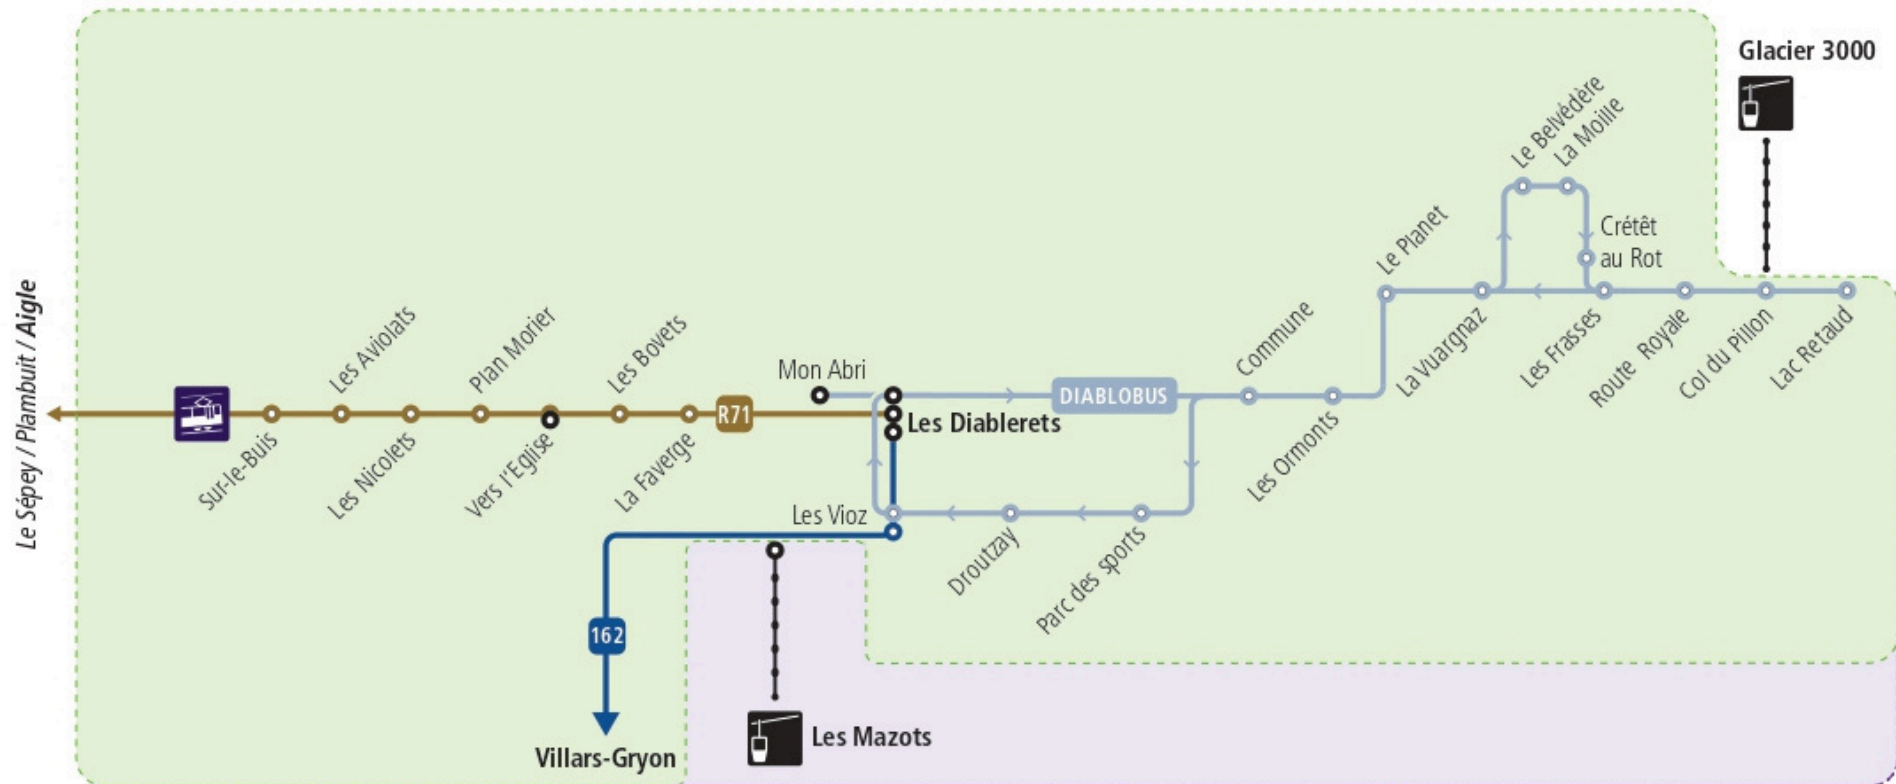 Glacier 3000
Le Belvédère
La Moille
Crétêt
au Rot
Le Planet
La Vuargnaz
Les Frasses
Route Royale
Col du Pillon
Lac Retaud
Commune
Les Ormonts
DIABLOBUS
Mon Abri
Les Diablerets
Le Sépey / Plambuit / Aigle
Sur-le-Buis
Les Aviolats
Les Nicolets
Plan Morier
Vers l'Eglise
Les Bovets
La Faverge
R71
Les Vioz
Droutzay
Parc des sports
162
Villars-Gryon
Les Mazots